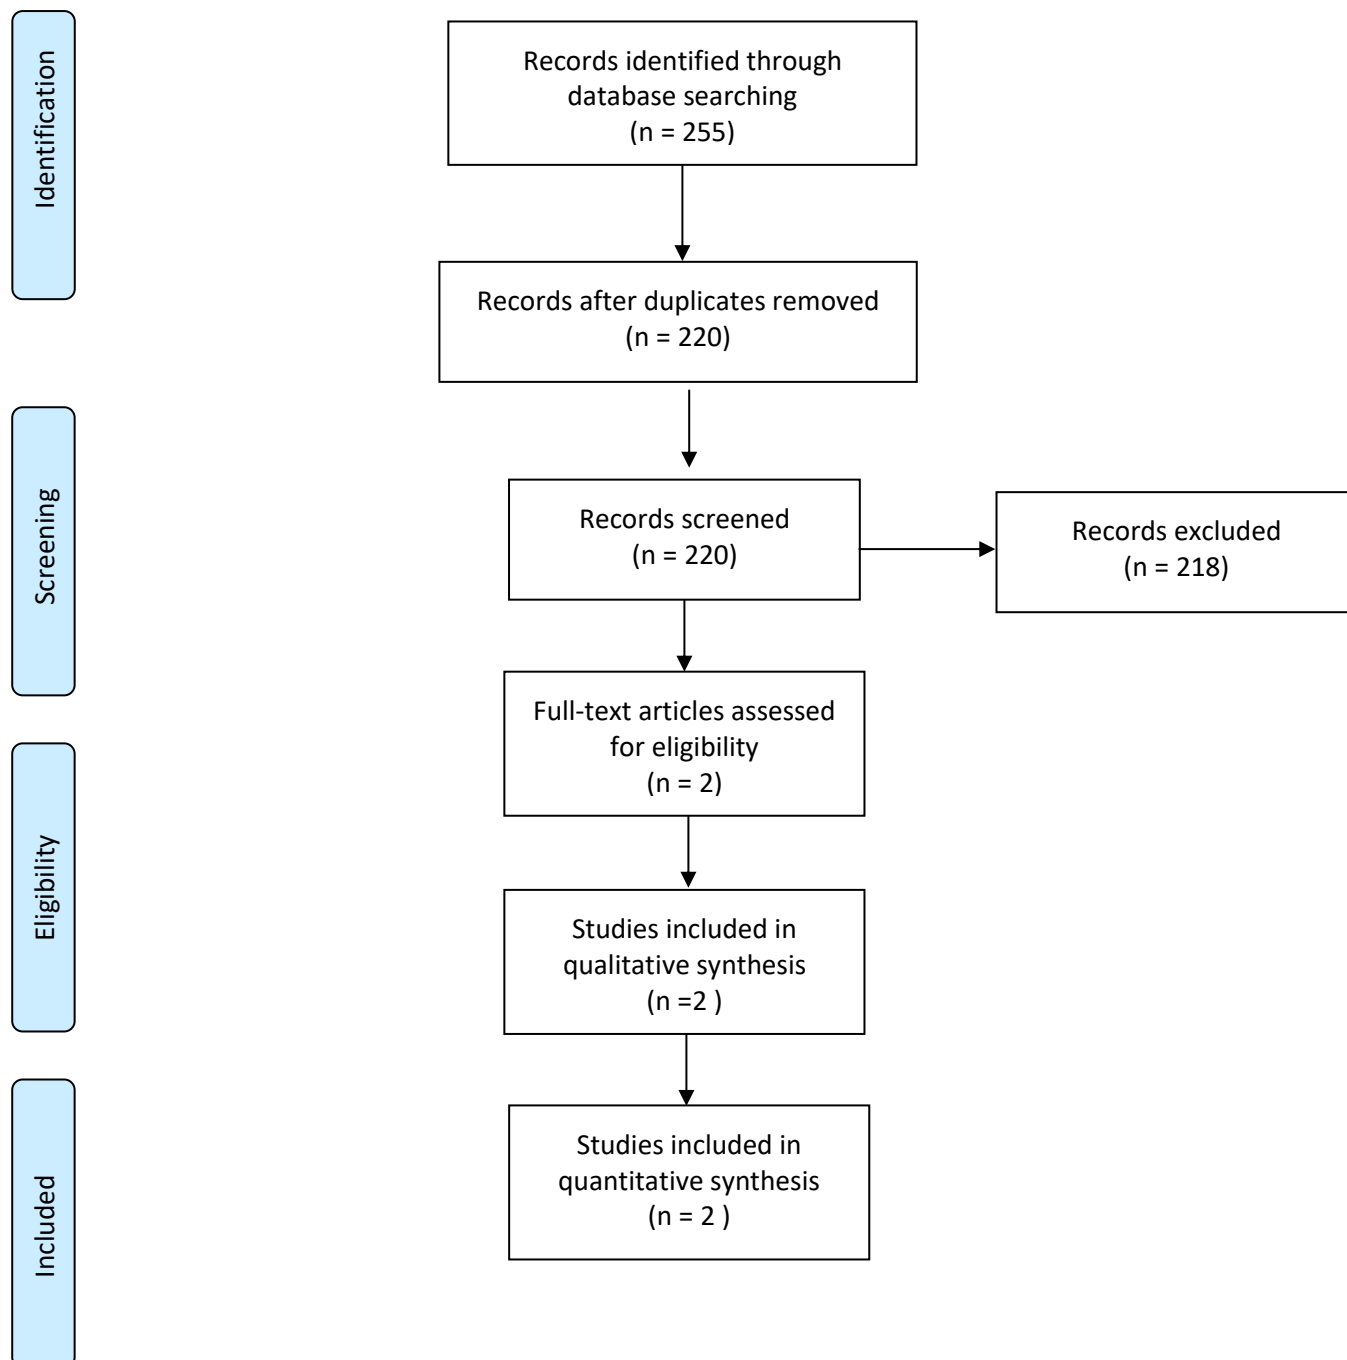 Identification
Records identified through
database searching
(n = 255)
Records after duplicates removed
(n = 220)
Screening
Records screened
(n = 220)
Records excluded
(n = 218)
Full-text articles assessed
for eligibility
(n = 2)
Eligibility
Studies included in
qualitative synthesis
(n =2 )
Included
Studies included in
quantitative synthesis
(n = 2 )